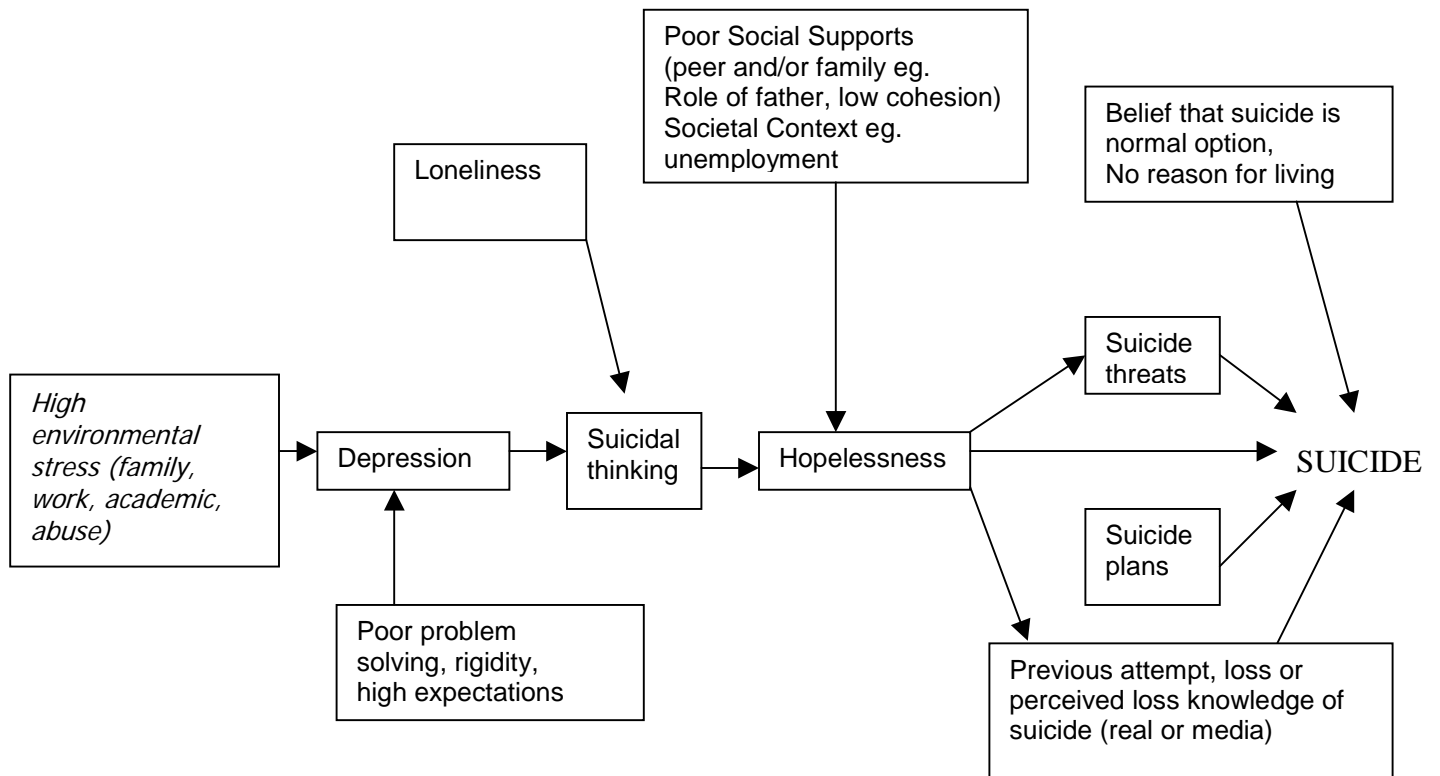 Poor Social Supports
(peer and/or family eg.
Role of father, low cohesion)
Societal Context eg.
unemployment
Belief that suicide is
normal option,
No reason for living
Loneliness
High
environmental
stress (family,
work, academic,
abuse)
Depression
Suicidal
thinking
Hopelessness
Suicide
threats
SUICIDE
Suicide
plans
Poor problem
solving, rigidity,
high expectations
Previous attempt, loss or
perceived loss knowledge of
suicide (real or media)